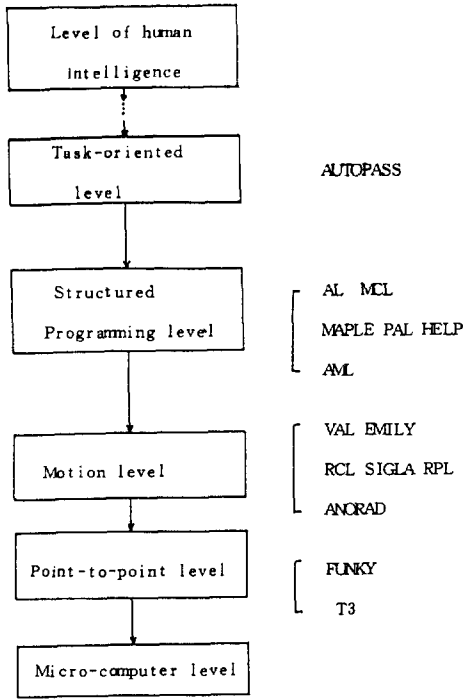 Level of human
intelligence
Task-oriented
level
AUTOPASS
Structured
Programming level
AL MCL
MAPLE PAL HELP
AML
Motion level
VAL EMILY
RCL SIGLA RPL
ANORAD
Point-to-point level
FUNKY
T3
Micro-computer level